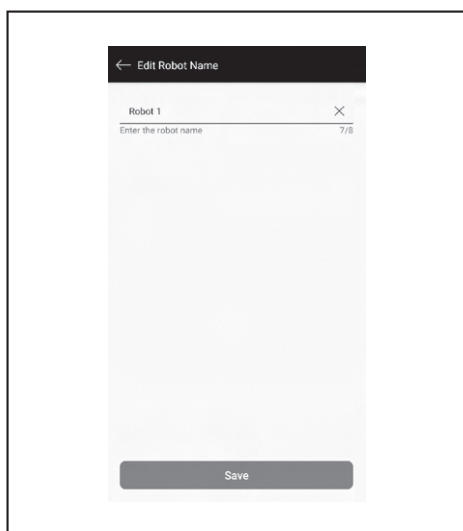 ← Edit Robot Name
Robot 1 ×
Enter the robot name 7/8
Save